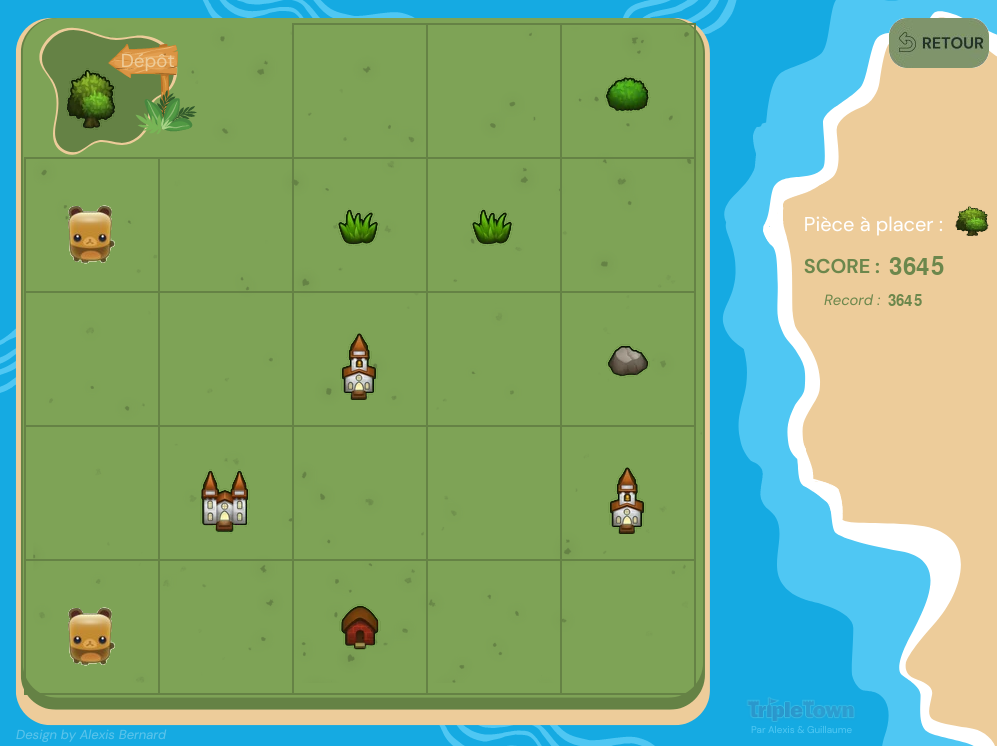 Dépôt
RETOUR
Pièce à placer :
SCORE : 3645
Record : 3645
TripleTown
Par Alexis & Guillaume
Design by Alexis Bernard